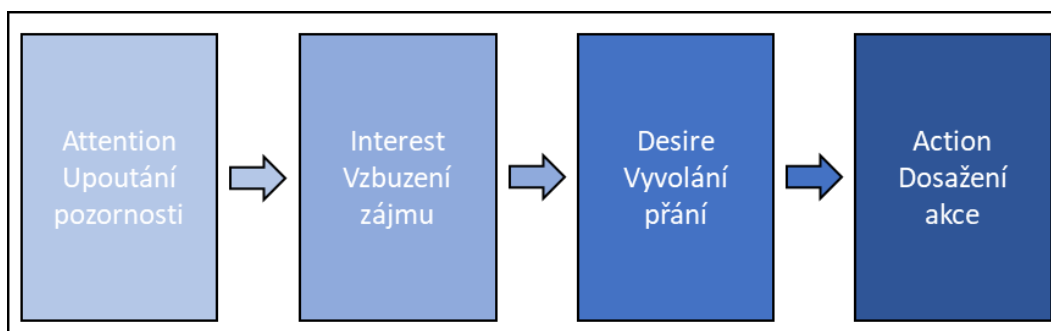 Attention
Upoutání
pozornosti
Interest
Vzbuzení
zájmu
Desire
Vyvolání
přání
Action
Dosažení
akce